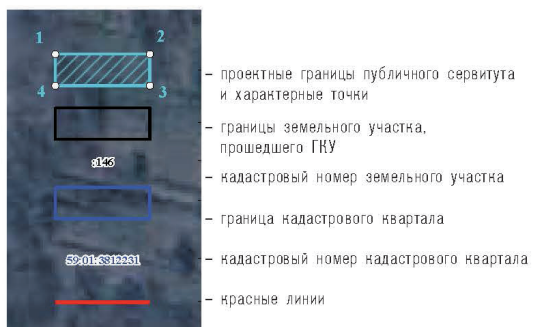 1 2
4 3
– проектные границы публичного сервитута
и характерные точки
– границы земельного участка,
прошедшего ГКУ
:146
– кадастровый номер земельного участка
– граница кадастрового квартала
59:01:3812231
– кадастровый номер кадастрового квартала
– красные линии